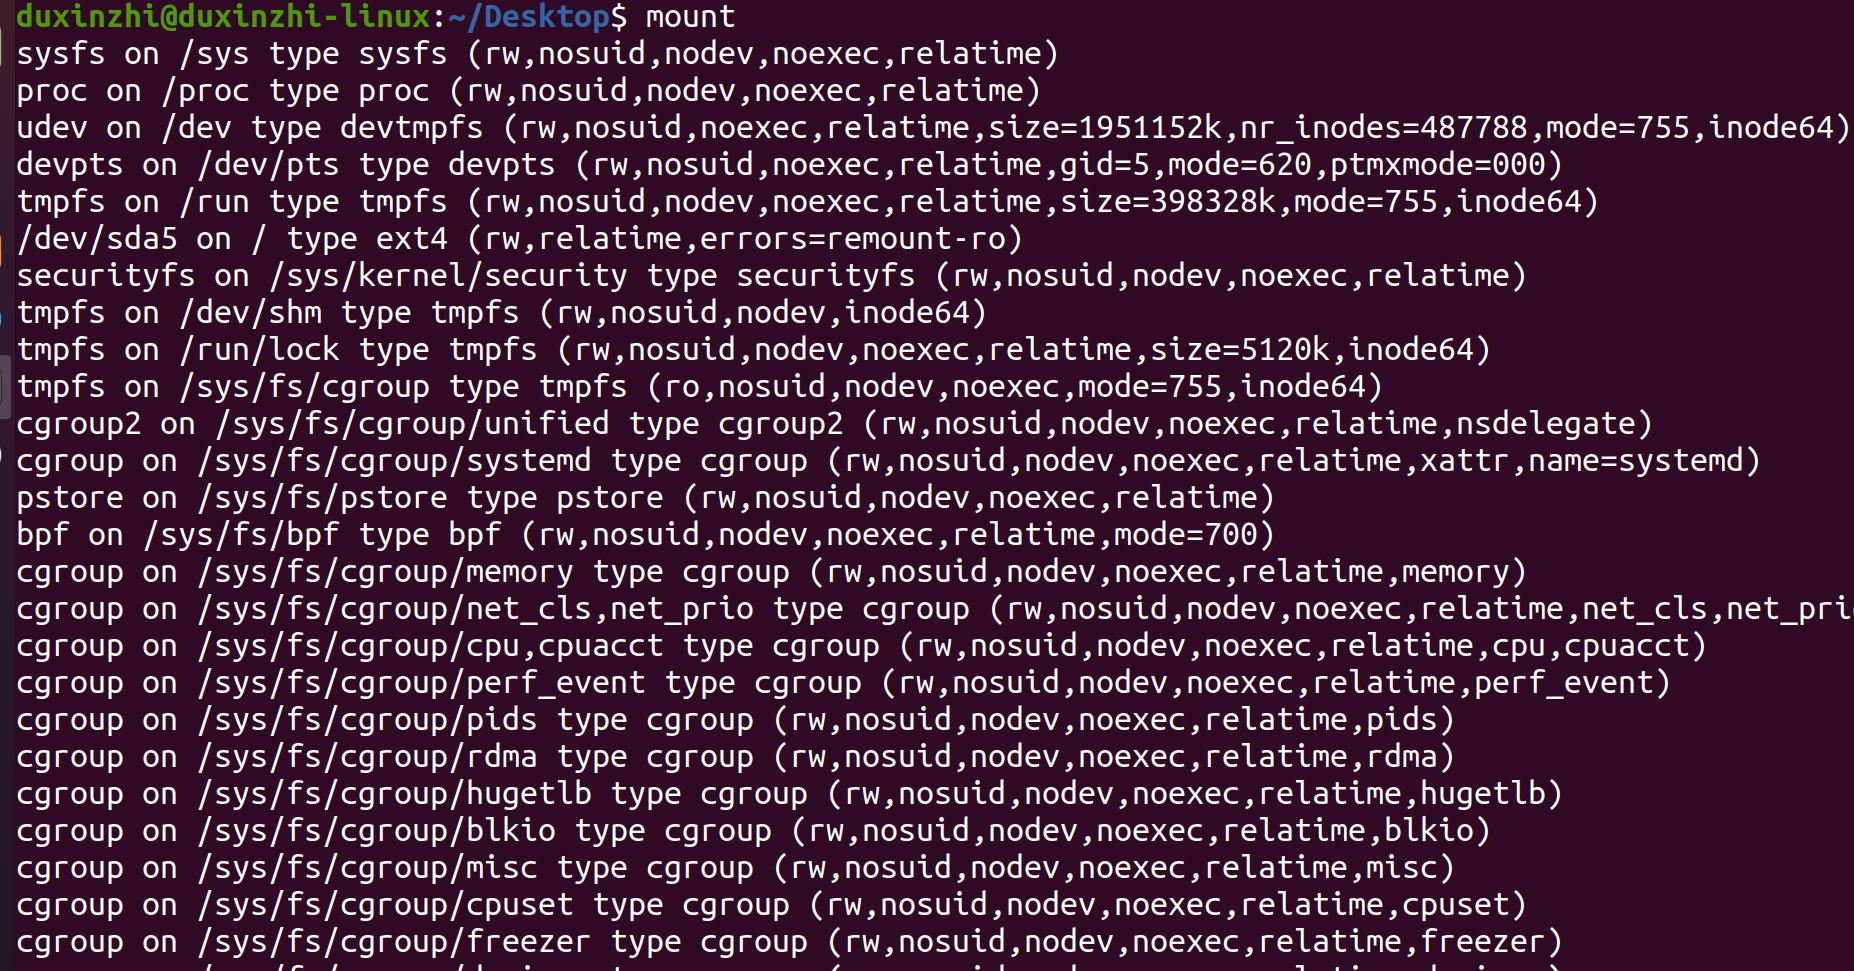 duxinzhi@duxinzhi-linux:~/Desktop$ mount
sysfs on /sys type sysfs (rw,nosuid,nodev,noexec,relatime)
proc on /proc type proc (rw,nosuid,nodev,noexec,relatime)
udev on /dev type devtmpfs (rw,nosuid,noexec,relatime,size=1951152k,nr_inodes=487788,mode=755,inode64)
devpts on /dev/pts type devpts (rw,nosuid,noexec,relatime,gid=5,mode=620,ptmxmode=000)
tmpfs on /run type tmpfs (rw,nosuid,nodev,noexec,relatime,size=398328k,mode=755,inode64)
/dev/sda5 on / type ext4 (rw,relatime,errors=remount-ro)
securityfs on /sys/kernel/security type securityfs (rw,nosuid,nodev,noexec,relatime)
tmpfs on /dev/shm type tmpfs (rw,nosuid,nodev,inode64)
tmpfs on /run/lock type tmpfs (rw,nosuid,nodev,noexec,relatime,size=5120k,inode64)
tmpfs on /sys/fs/cgroup type tmpfs (ro,nosuid,nodev,noexec,mode=755,inode64)
cgroup2 on /sys/fs/cgroup/unified type cgroup2 (rw,nosuid,nodev,noexec,relatime,nsdelegate)
cgroup on /sys/fs/cgroup/systemd type cgroup (rw,nosuid,nodev,noexec,relatime,xattr,name=systemd)
pstore on /sys/fs/pstore type pstore (rw,nosuid,nodev,noexec,relatime)
bpf on /sys/fs/bpf type bpf (rw,nosuid,nodev,noexec,relatime,mode=700)
cgroup on /sys/fs/cgroup/memory type cgroup (rw,nosuid,nodev,noexec,relatime,memory)
cgroup on /sys/fs/cgroup/net_cls,net_prio type cgroup (rw,nosuid,nodev,noexec,relatime,net_cls,net_pri
cgroup on /sys/fs/cgroup/cpu,cpuacct type cgroup (rw,nosuid,nodev,noexec,relatime,cpu,cpuacct)
cgroup on /sys/fs/cgroup/perf_event type cgroup (rw,nosuid,nodev,noexec,relatime,perf_event)
cgroup on /sys/fs/cgroup/pids type cgroup (rw,nosuid,nodev,noexec,relatime,pids)
cgroup on /sys/fs/cgroup/rdma type cgroup (rw,nosuid,nodev,noexec,relatime,rdma)
cgroup on /sys/fs/cgroup/hugetlb type cgroup (rw,nosuid,nodev,noexec,relatime,hugetlb)
cgroup on /sys/fs/cgroup/blkio type cgroup (rw,nosuid,nodev,noexec,relatime,blkio)
cgroup on /sys/fs/cgroup/misc type cgroup (rw,nosuid,nodev,noexec,relatime,misc)
cgroup on /sys/fs/cgroup/cpuset type cgroup (rw,nosuid,nodev,noexec,relatime,cpuset)
cgroup on /sys/fs/cgroup/freezer type cgroup (rw,nosuid,nodev,noexec,relatime,freezer)